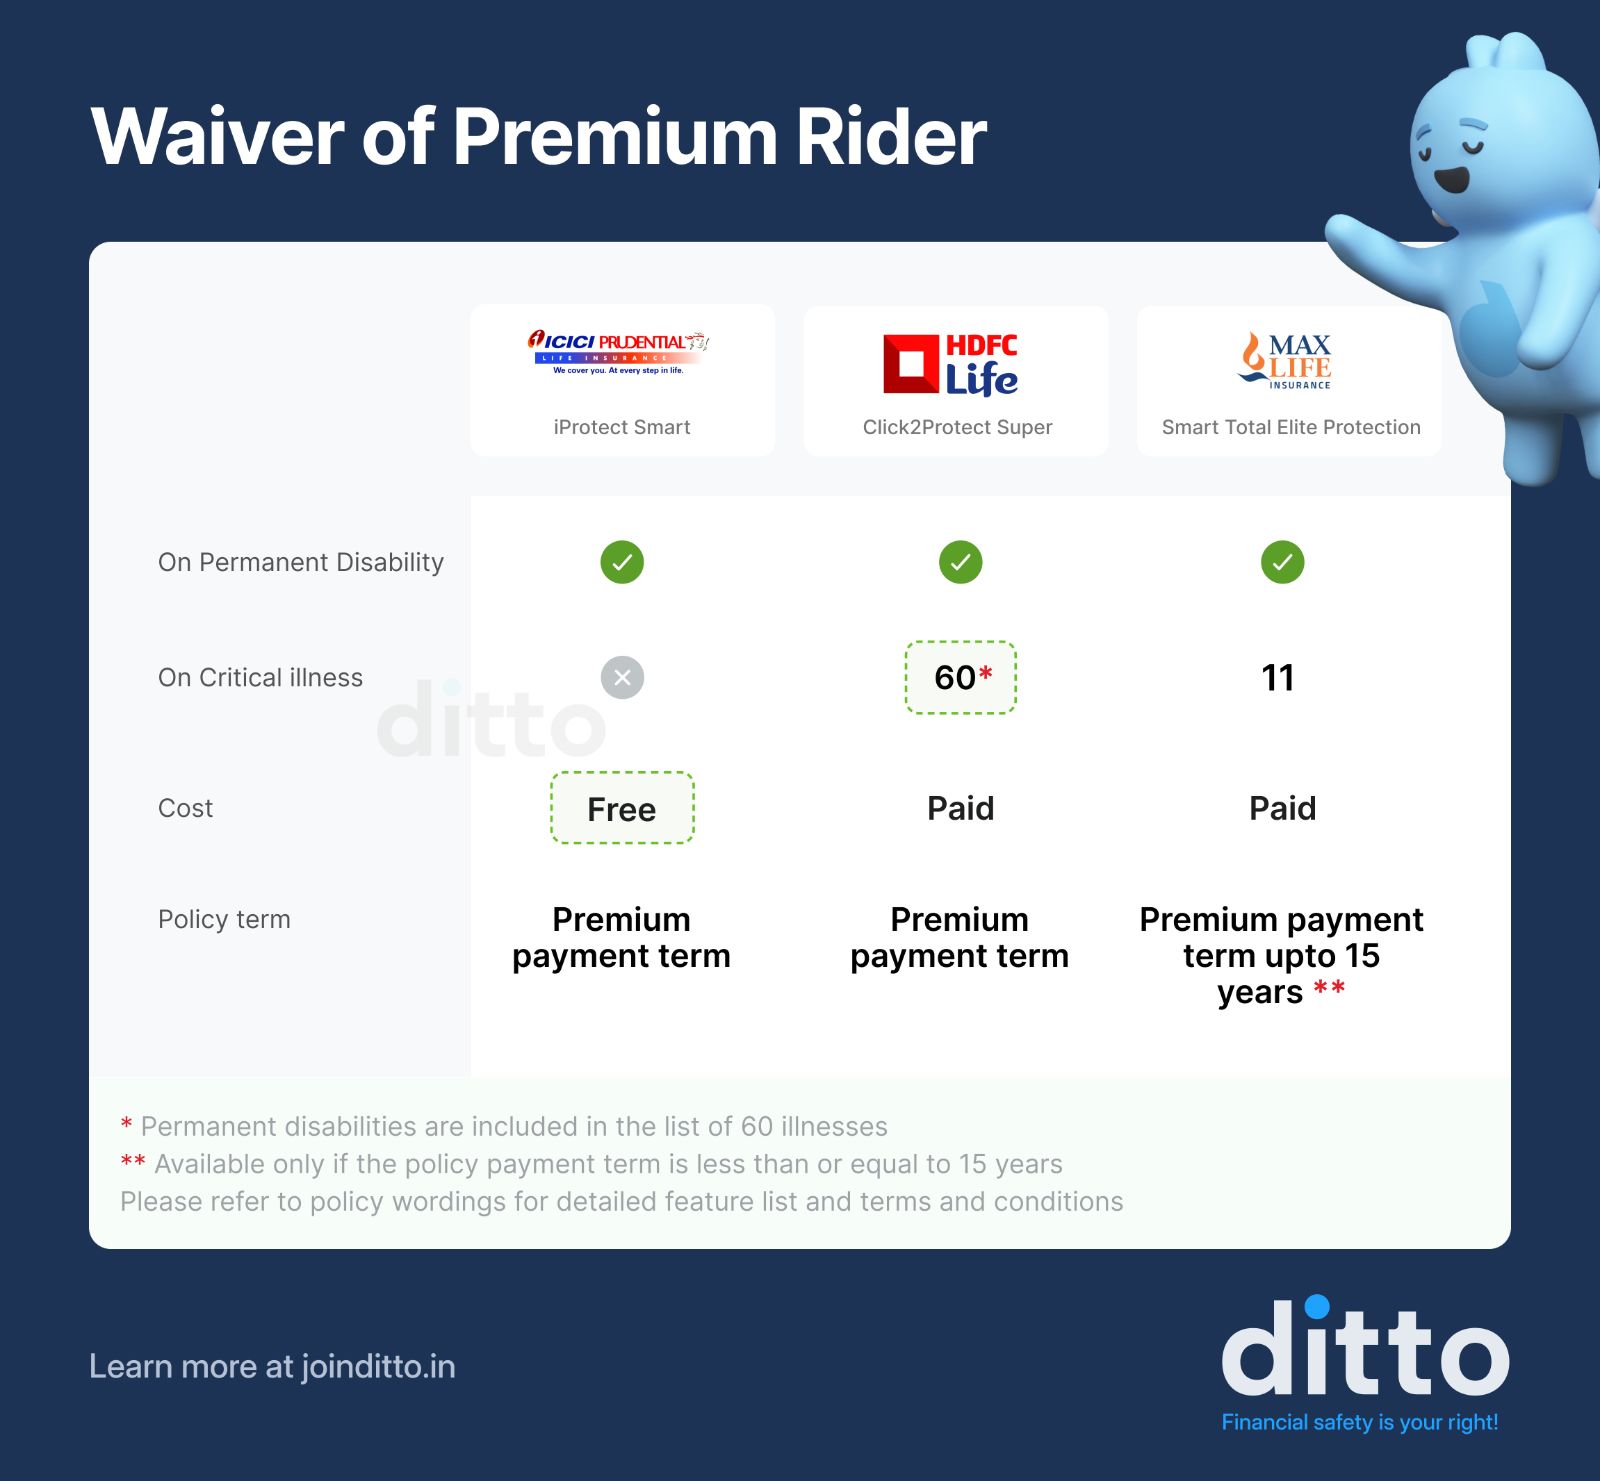 Waiver of Premium Rider
ICICI PRUDENTIAL
LIFE INSURANCE
We cover you. At every step in life.
iProtect Smart
HDFC
Life
Click2Protect Super
MAX
LIFE
INSURANCE
Smart Total Elite Protection
On Permanent Disability
On Critical illness
60*
11
ditto
Cost
Free
Paid
Paid
Policy term
Premium
payment term
Premium
payment term
Premium payment
term upto 15
years **
* Permanent disabilities are included in the list of 60 illnesses
** Available only if the policy payment term is less than or equal to 15 years
Please refer to policy wordings for detailed feature list and terms and conditions
Learn more at joinditto.in
ditto
Financial safety is your right!